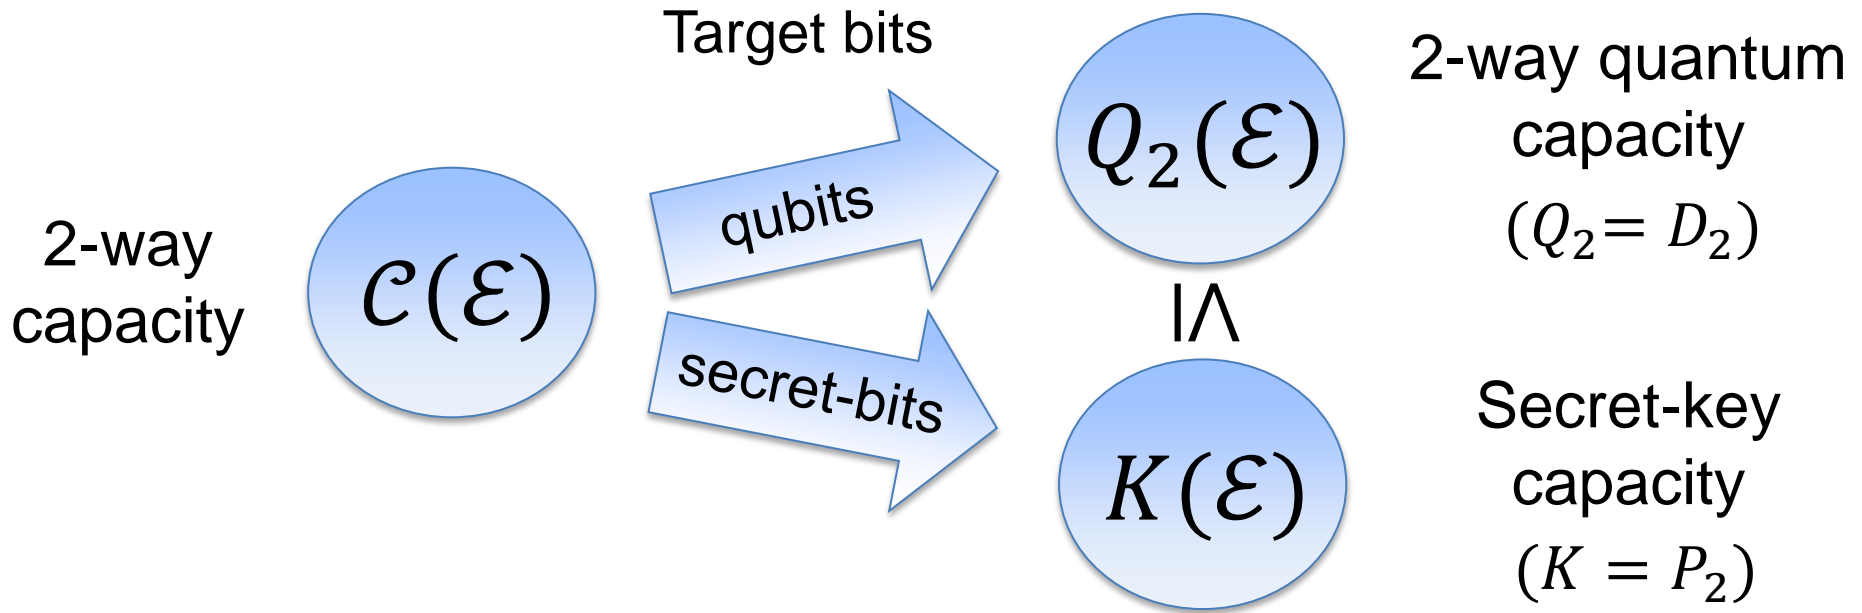 Target bits
2-way
capacity
𝒞(ℰ)
qubits
secret-bits
Q₂(ℰ)
I/\
K(ℰ)
2-way quantum
capacity
(Q₂= D₂)
Secret-key
capacity
(K = P₂)